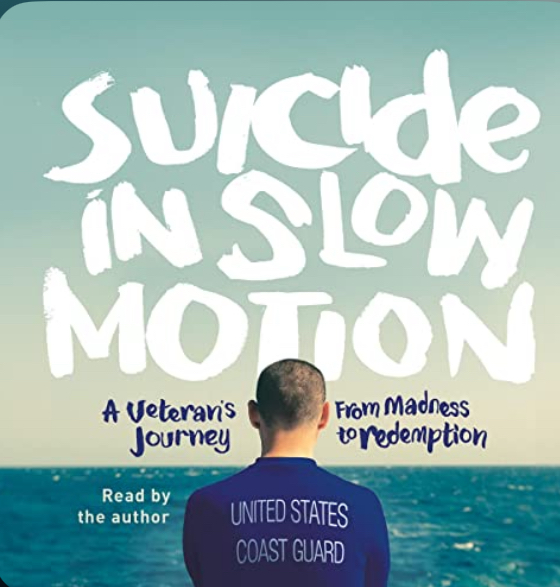 SUICIDE
IN SLOW
MOTION
A Veteran's
Journey
From Madness
to redemption
Read by
the author
UNITED STATES
COAST GUARD